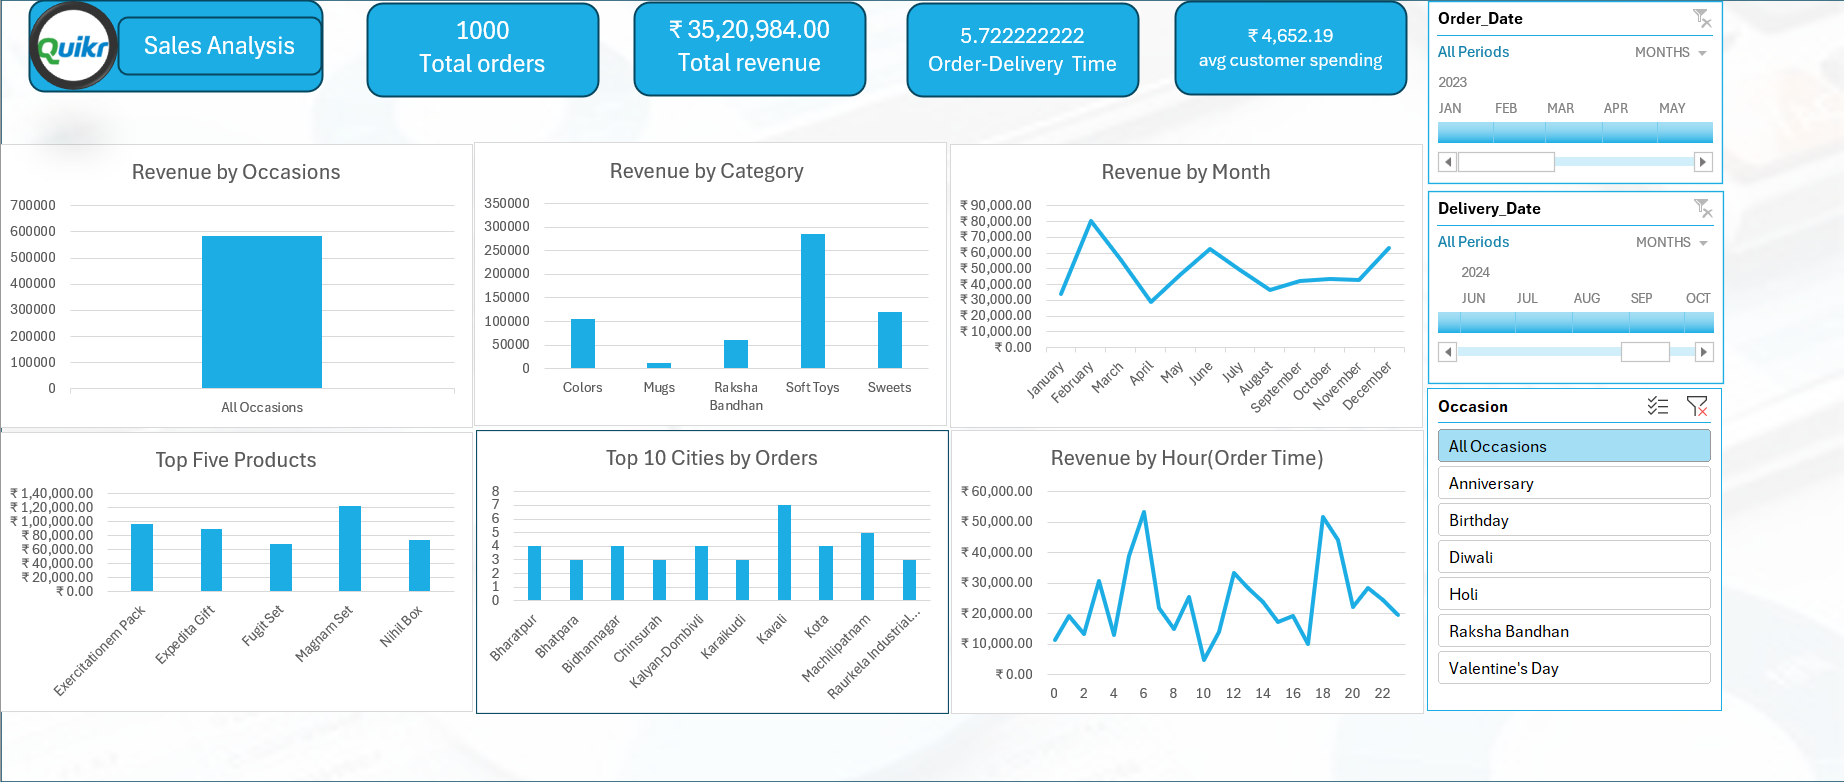 Quikr
Sales Analysis
1000
Total orders
₹ 35,20,984.00
Total revenue
5.722222222
Order-Delivery Time
₹ 4,652.19
avg customer spending
Order_Date
All Periods
MONTHS
2023
JAN FEB MAR APR MAY
Delivery_Date
All Periods
MONTHS
2024
JUN JUL AUG SEP OCT
Occasion
All Occasions
Anniversary
Birthday
Diwali
Holi
Raksha Bandhan
Valentine's Day
Revenue by Occasions
700000
600000
500000
400000
300000
200000
100000
0
All Occasions
Revenue by Category
350000
300000
250000
200000
150000
100000
50000
0
Colors Mugs Raksha Bandhan Soft Toys Sweets
Revenue by Month
₹ 90,000.00
₹ 80,000.00
₹ 70,000.00
₹ 60,000.00
₹ 50,000.00
₹ 40,000.00
₹ 30,000.00
₹ 20,000.00
₹ 10,000.00
₹ 0.00
January February March April May June July August September October November December
Top Five Products
₹ 1,40,000.00
₹ 1,20,000.00
₹ 1,00,000.00
₹ 80,000.00
₹ 60,000.00
₹ 40,000.00
₹ 20,000.00
₹ 0.00
Exercitationem Pack Expedita Gift Fugit Set Magnam Set Nihil Box
Top 10 Cities by Orders
8
7
6
5
4
3
2
1
0
Bharatpur Bhatpara Bidhannagar Chinsurah Kalyan-Dombivli Karaikudi Kavali Kota Machilipatnam Raurkela Industrial...
Revenue by Hour(Order Time)
₹ 60,000.00
₹ 50,000.00
₹ 40,000.00
₹ 30,000.00
₹ 20,000.00
₹ 10,000.00
₹ 0.00
0 2 4 6 8 10 12 14 16 18 20 22